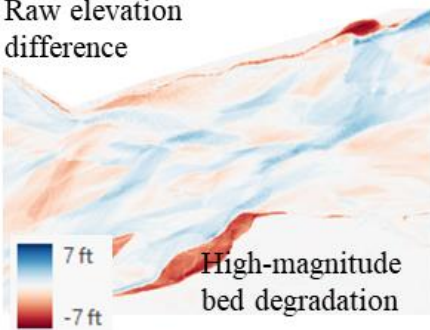 Raw elevation
difference
7 ft
-7 ft
High-magnitude
bed degradation